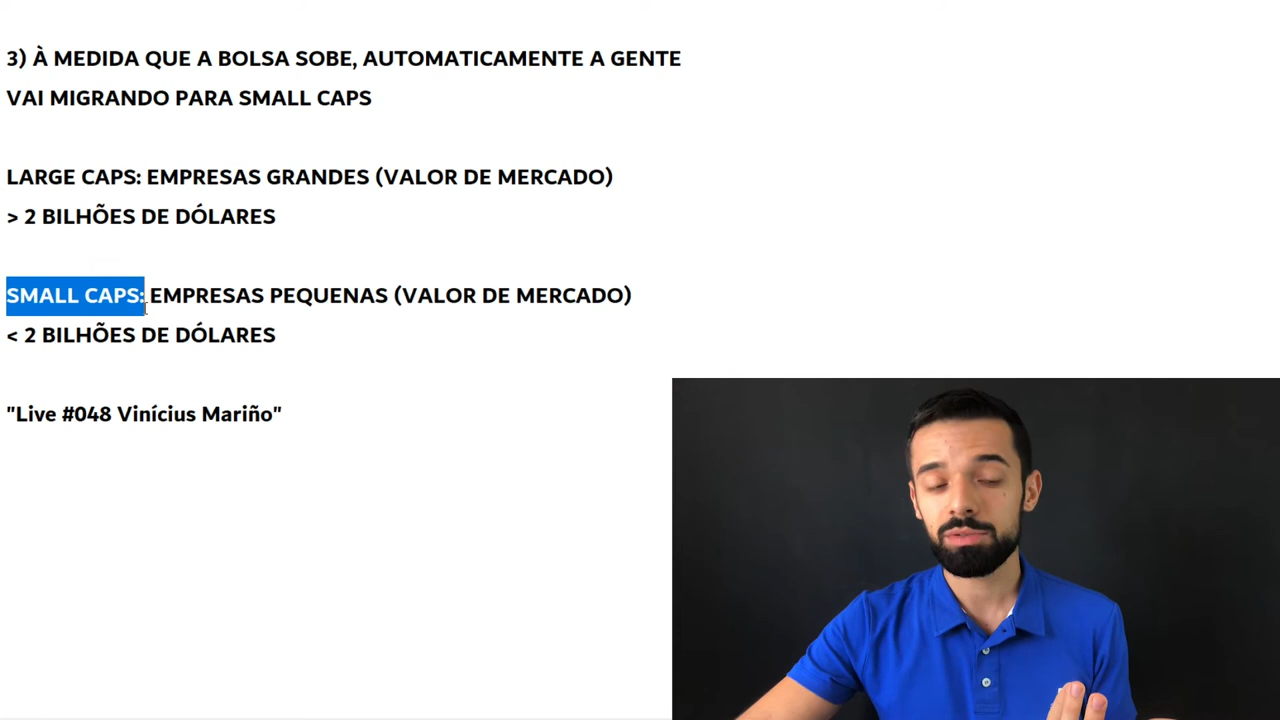 3) À MEDIDA QUE A BOLSA SOBE, AUTOMATICAMENTE A GENTE
VAI MIGRANDO PARA SMALL CAPS
LARGE CAPS: EMPRESAS GRANDES (VALOR DE MERCADO)
> 2 BILHÕES DE DÓLARES
SMALL CAPS: EMPRESAS PEQUENAS (VALOR DE MERCADO)
< 2 BILHÕES DE DÓLARES
"Live #048 Vinícius Mariño"